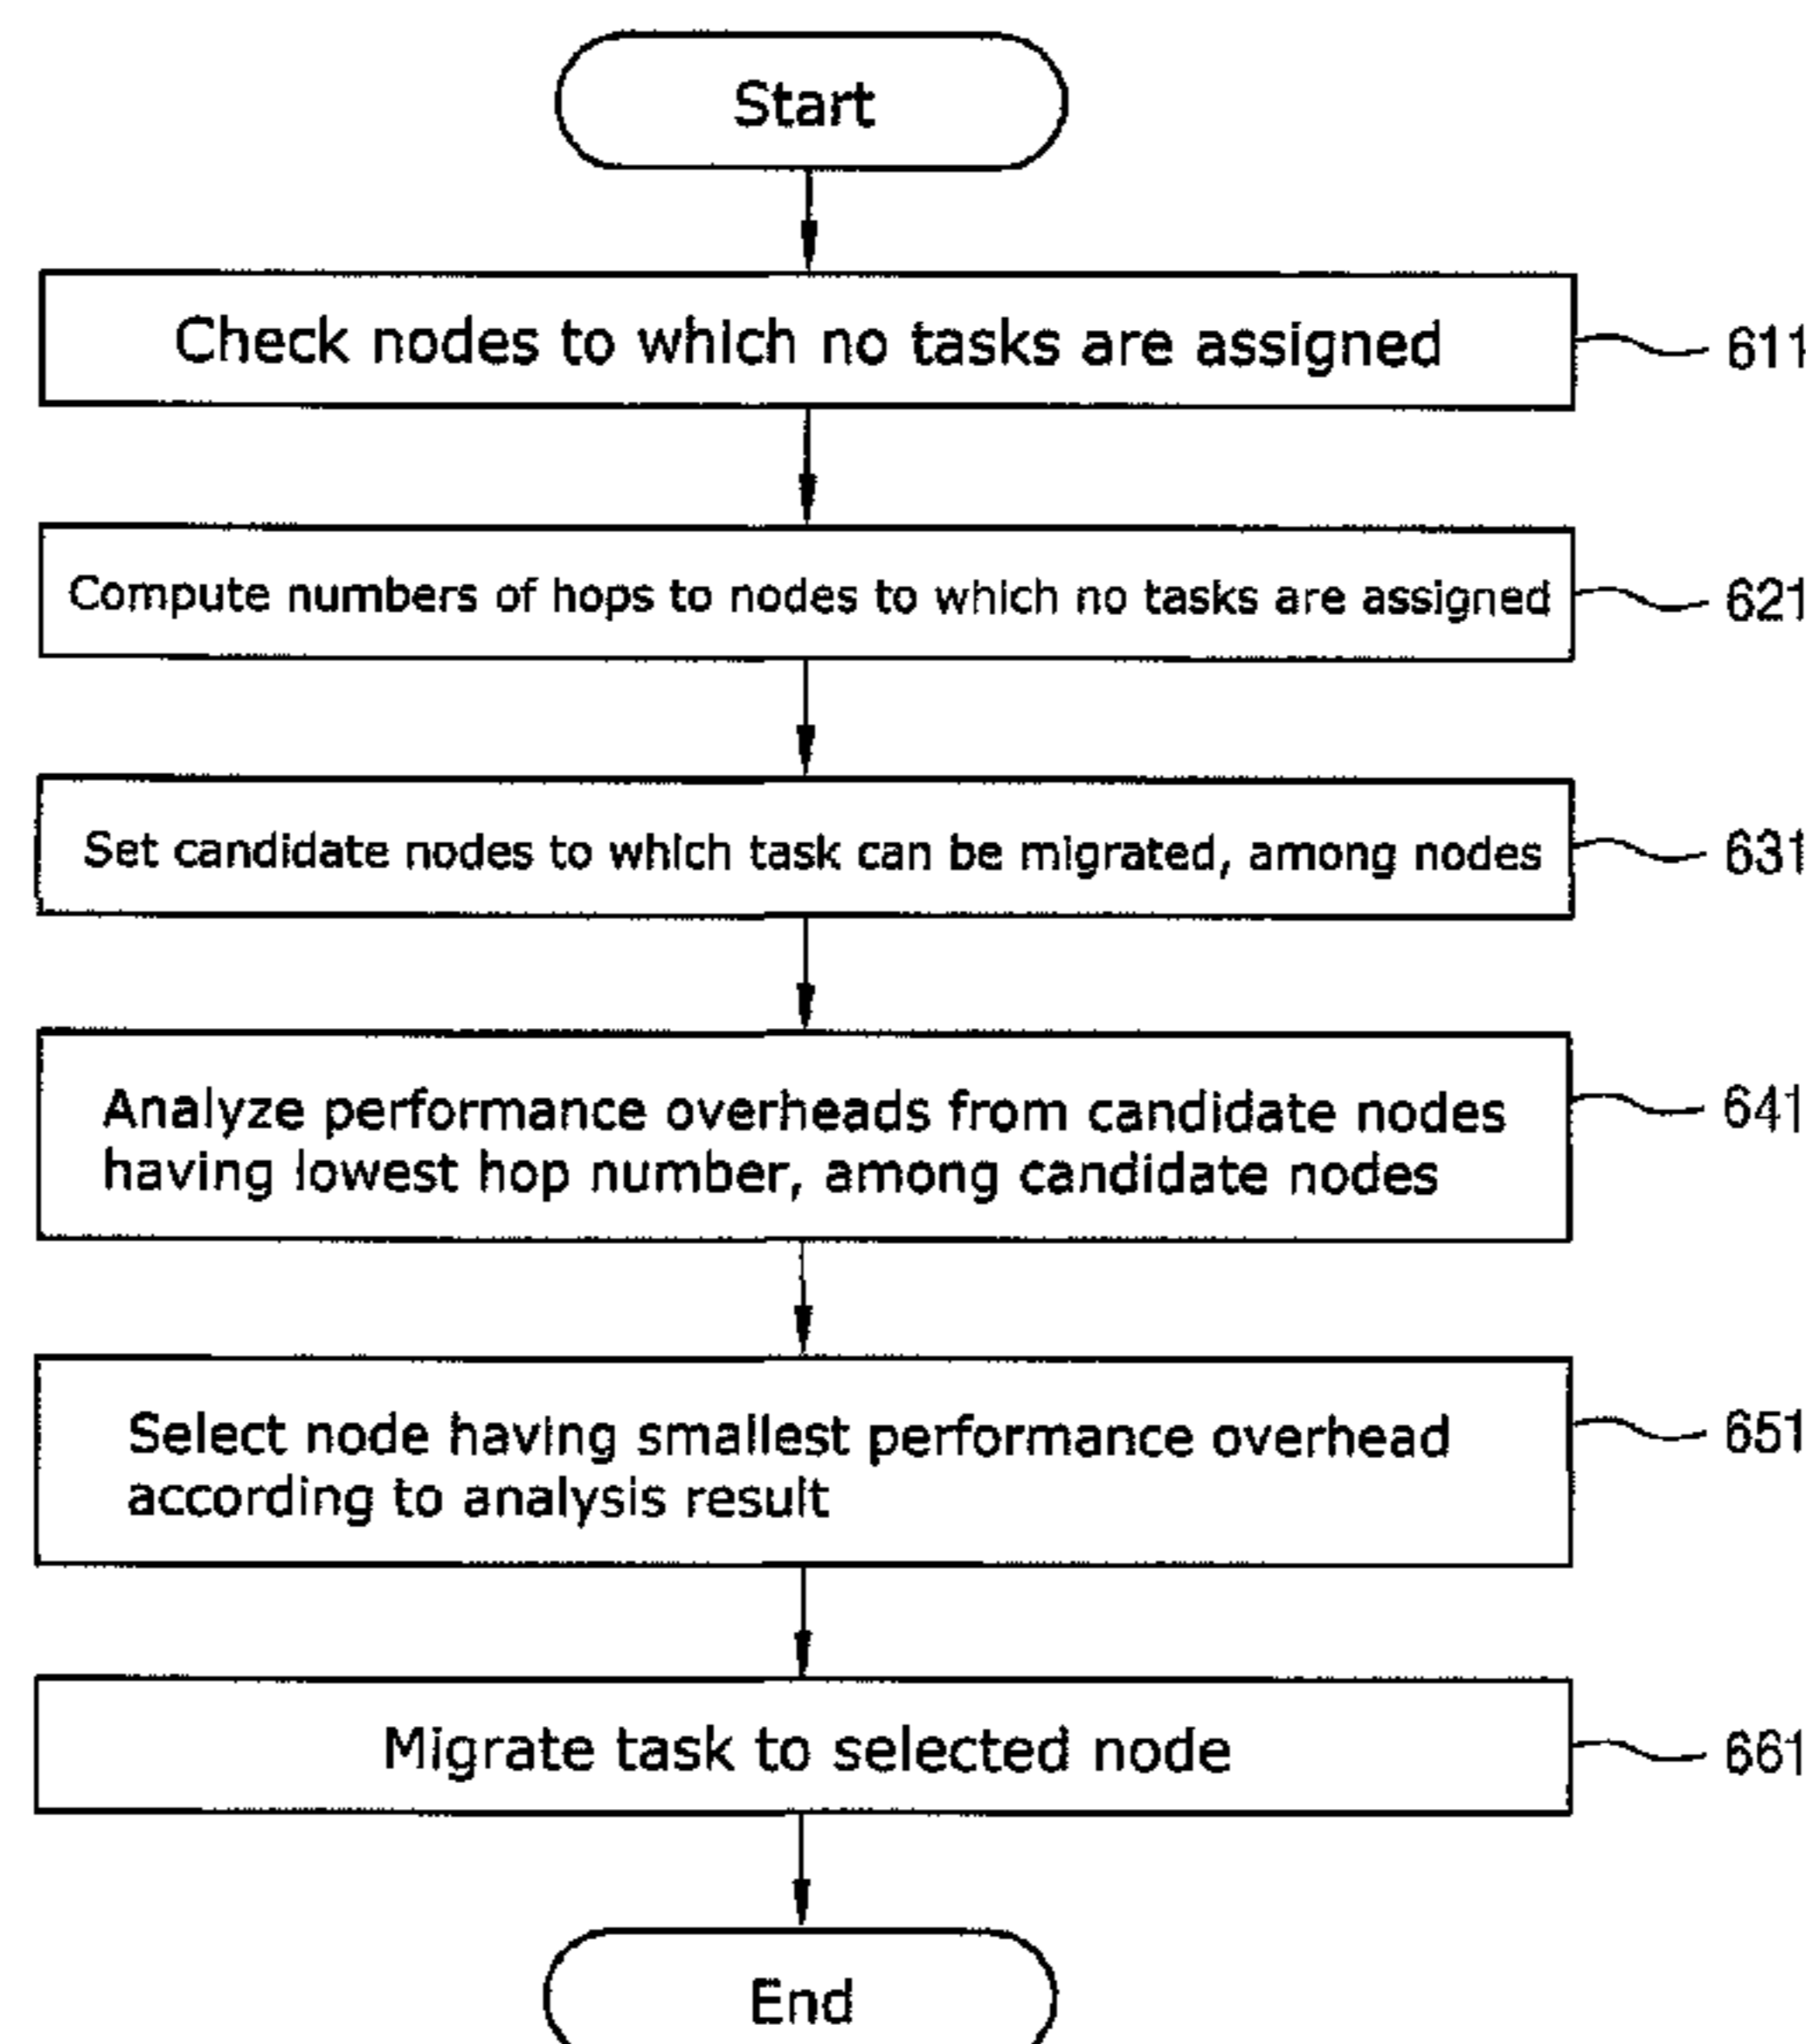 Start
Check nodes to which no tasks are assigned
611
Compute numbers of hops to nodes to which no tasks are assigned
621
Set candidate nodes to which task can be migrated, among nodes
631
Analyze performance overheads from candidate nodes
having lowest hop number, among candidate nodes
641
Select node having smallest performance overhead
according to analysis result
651
Migrate task to selected node
661
End